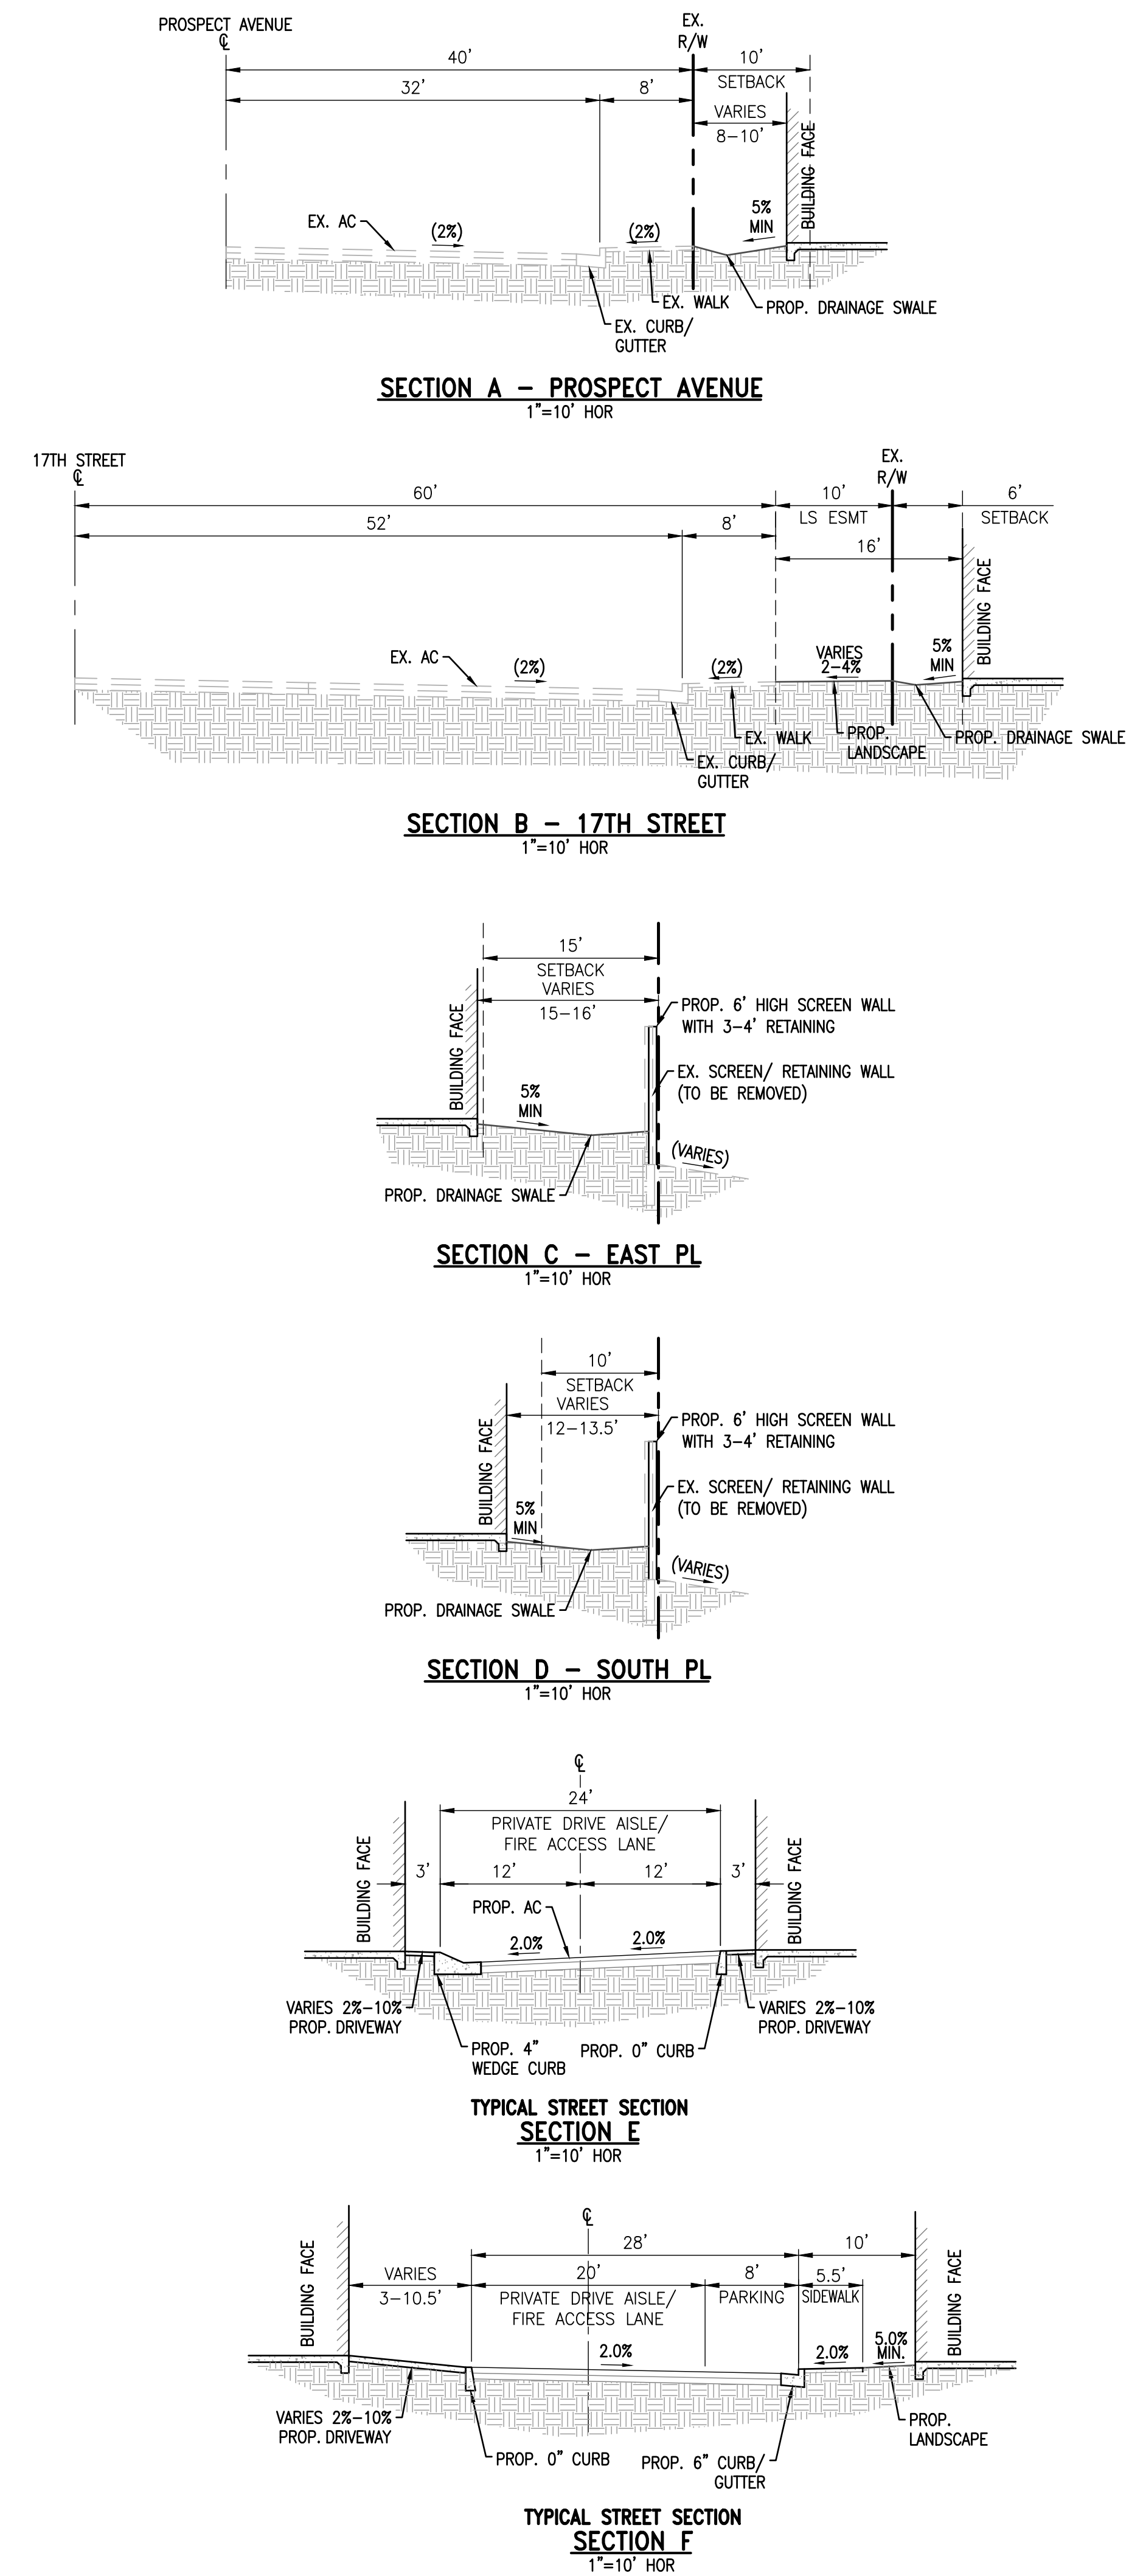 PROSPECT AVENUE
℄
EX.
R/W
40'
10'
SETBACK
32'
8'
VARIES
8-10'
BUILDING FACE
EX. AC
(2%)
(2%)
5%
MIN
EX. WALK
PROP. DRAINAGE SWALE
EX. CURB/
GUTTER
SECTION A - PROSPECT AVENUE
1"=10' HOR
17TH STREET
℄
EX.
R/W
60'
10'
6'
LS ESMT
SETBACK
52'
8'
16'
BUILDING FACE
EX. AC
(2%)
(2%)
VARIES
2-4%
5%
MIN
EX. WALK
PROP.
LANDSCAPE
PROP. DRAINAGE SWALE
EX. CURB/
GUTTER
SECTION B - 17TH STREET
1"=10' HOR
15'
SETBACK
VARIES
15-16'
BUILDING FACE
PROP. 6' HIGH SCREEN WALL
WITH 3-4' RETAINING
EX. SCREEN/ RETAINING WALL
(TO BE REMOVED)
5%
MIN
(VARIES)
PROP. DRAINAGE SWALE
SECTION C - EAST PL
1"=10' HOR
10'
SETBACK
VARIES
12-13.5'
BUILDING FACE
PROP. 6' HIGH SCREEN WALL
WITH 3-4' RETAINING
EX. SCREEN/ RETAINING WALL
(TO BE REMOVED)
5%
MIN
(VARIES)
PROP. DRAINAGE SWALE
SECTION D - SOUTH PL
1"=10' HOR
℄
24'
PRIVATE DRIVE AISLE/
FIRE ACCESS LANE
BUILDING FACE
3'
12'
12'
3'
BUILDING FACE
PROP. AC
2.0%
2.0%
VARIES 2%-10%
PROP. DRIVEWAY
VARIES 2%-10%
PROP. DRIVEWAY
PROP. 4"
WEDGE CURB
PROP. 0" CURB
TYPICAL STREET SECTION
SECTION E
1"=10' HOR
℄
28'
10'
BUILDING FACE
VARIES
3-10.5'
20'
PRIVATE DRIVE AISLE/
FIRE ACCESS LANE
8'
PARKING
5.5'
SIDEWALK
BUILDING FACE
2.0%
2.0%
5.0%
MIN.
VARIES 2%-10%
PROP. DRIVEWAY
PROP.
LANDSCAPE
PROP. 0" CURB
PROP. 6" CURB/
GUTTER
TYPICAL STREET SECTION
SECTION F
1"=10' HOR